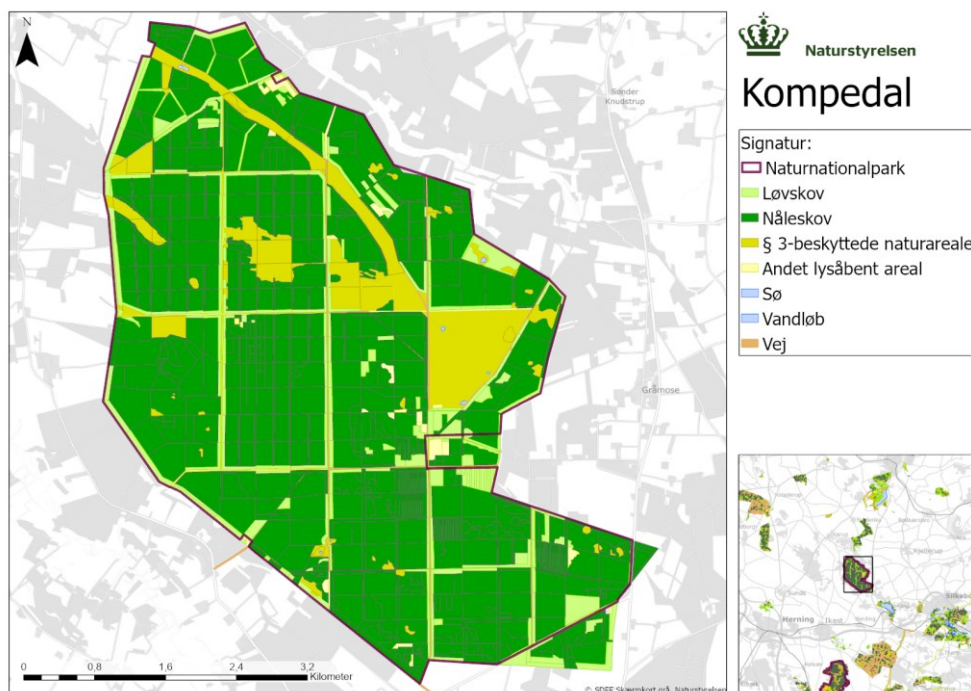 Naturstyrelsen
Kompedal
Signatur:
Naturnationalpark
Løvskov
Nåleskov
§ 3-beskyttede naturareale
Andet lysåbent areal
Sø
Vandløb
Vej
N
Sønder
Knudstrup
Gråmose
0 0,8 1,6 2,4 3,2
Kilometer
© SDFE Skærmkort grå, Naturstyrelsen
Herning
Ikast